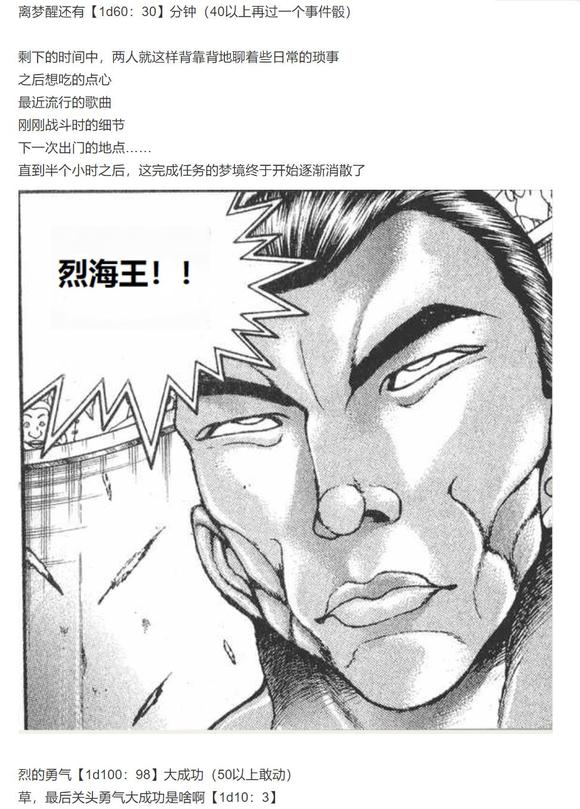 离梦醒还有【1d60：30】分钟（40以上再过一个事件骰）
剩下的时间中，两人就这样背靠背地聊着些日常的琐事
之后想吃的点心
最近流行的歌曲
刚刚战斗时的细节
下一次出门的地点……
直到半个小时之后，这完成任务的梦境终于开始逐渐消散了
烈海王！！
烈的勇气【1d100：98】大成功（50以上敢动）
草，最后关头勇气大成功是啥啊【1d10：3】